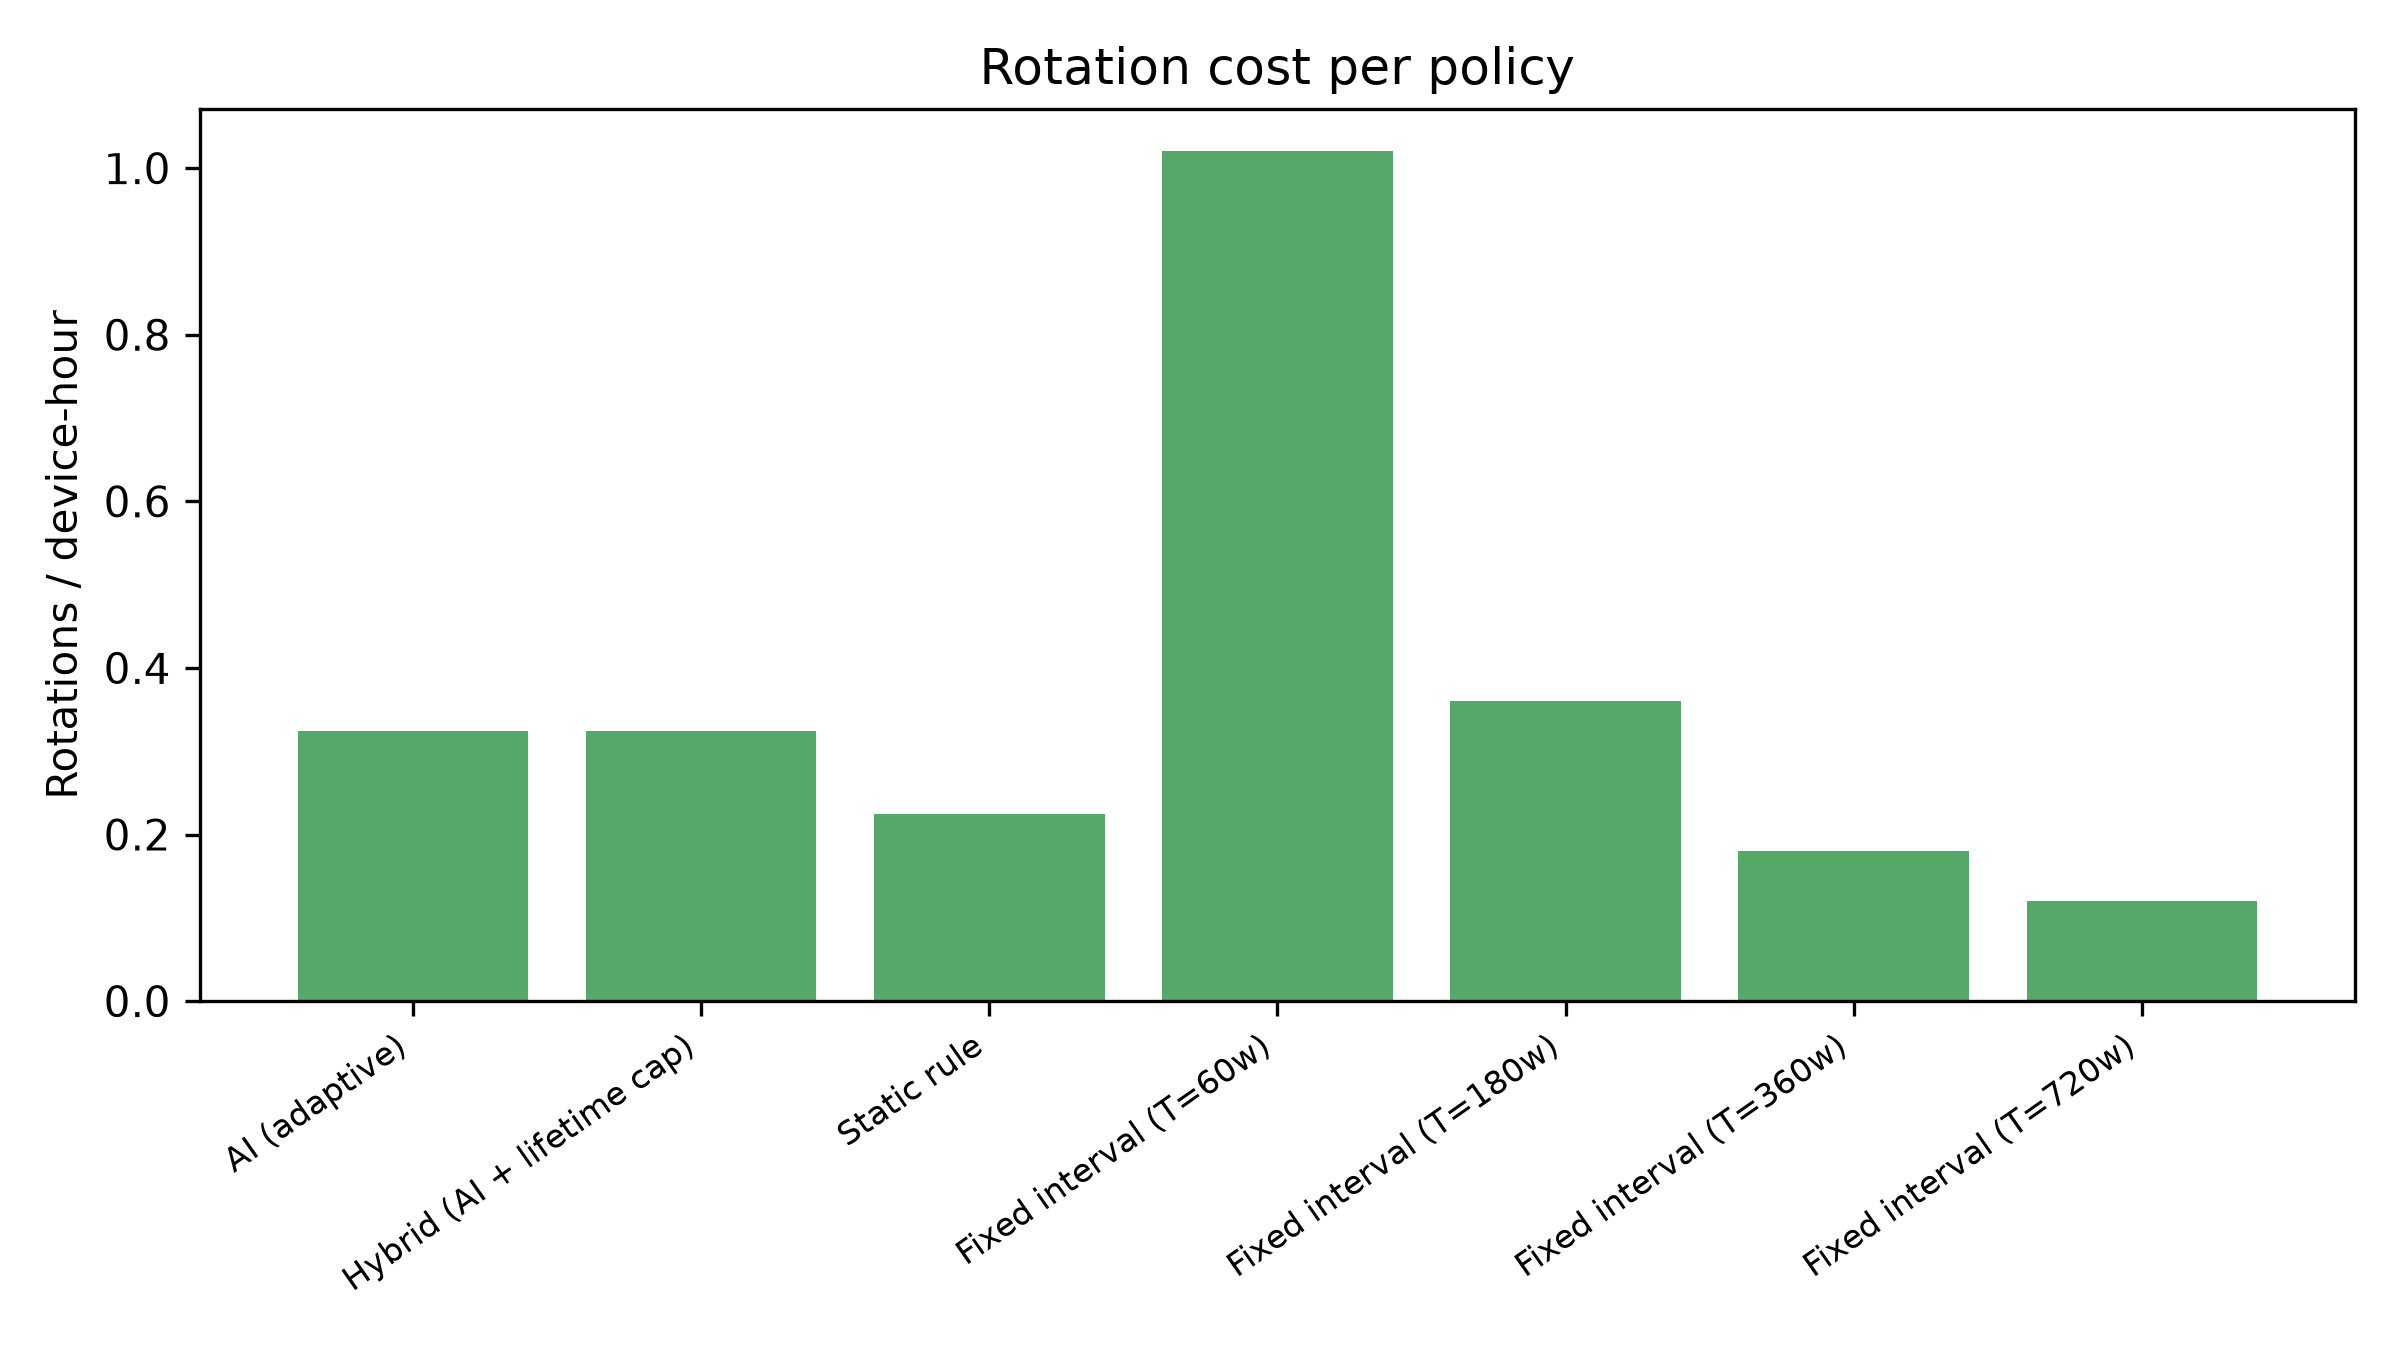 Rotation cost per policy
Rotations / device-hour
1.0
0.8
0.6
0.4
0.2
0.0
AI (adaptive)
Hybrid (AI + lifetime cap)
Static rule
Fixed interval (T=60w)
Fixed interval (T=180w)
Fixed interval (T=360w)
Fixed interval (T=720w)